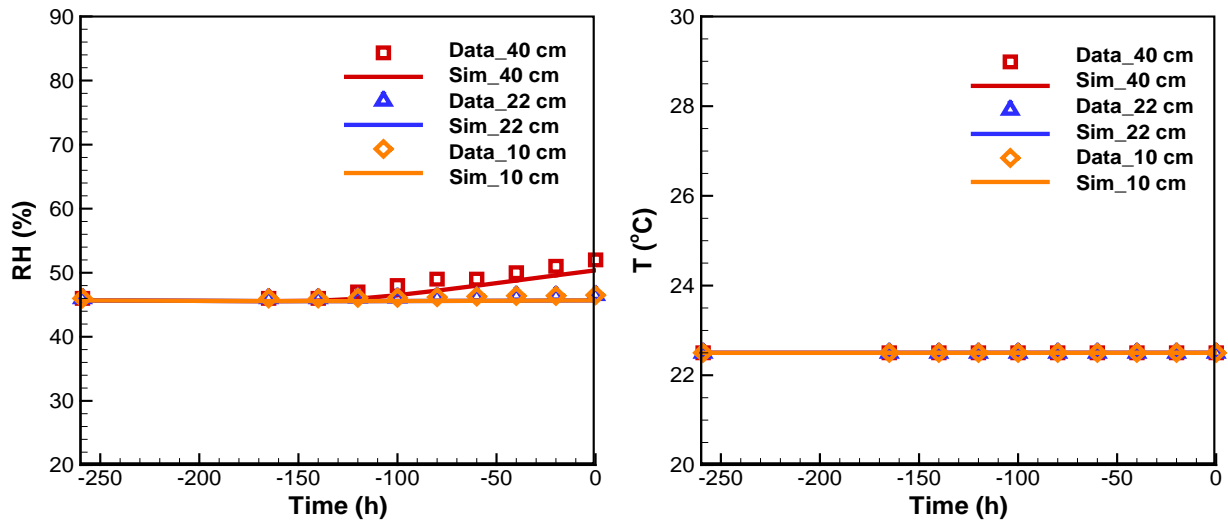 RH (%)
90
80
70
60
50
40
30
20
-250 -200 -150 -100 -50 0
Time (h)
Data_40 cm
Sim_40 cm
Data_22 cm
Sim_22 cm
Data_10 cm
Sim_10 cm
T (°C)
30
28
26
24
22
20
-250 -200 -150 -100 -50 0
Time (h)
Data_40 cm
Sim_40 cm
Data_22 cm
Sim_22 cm
Data_10 cm
Sim_10 cm